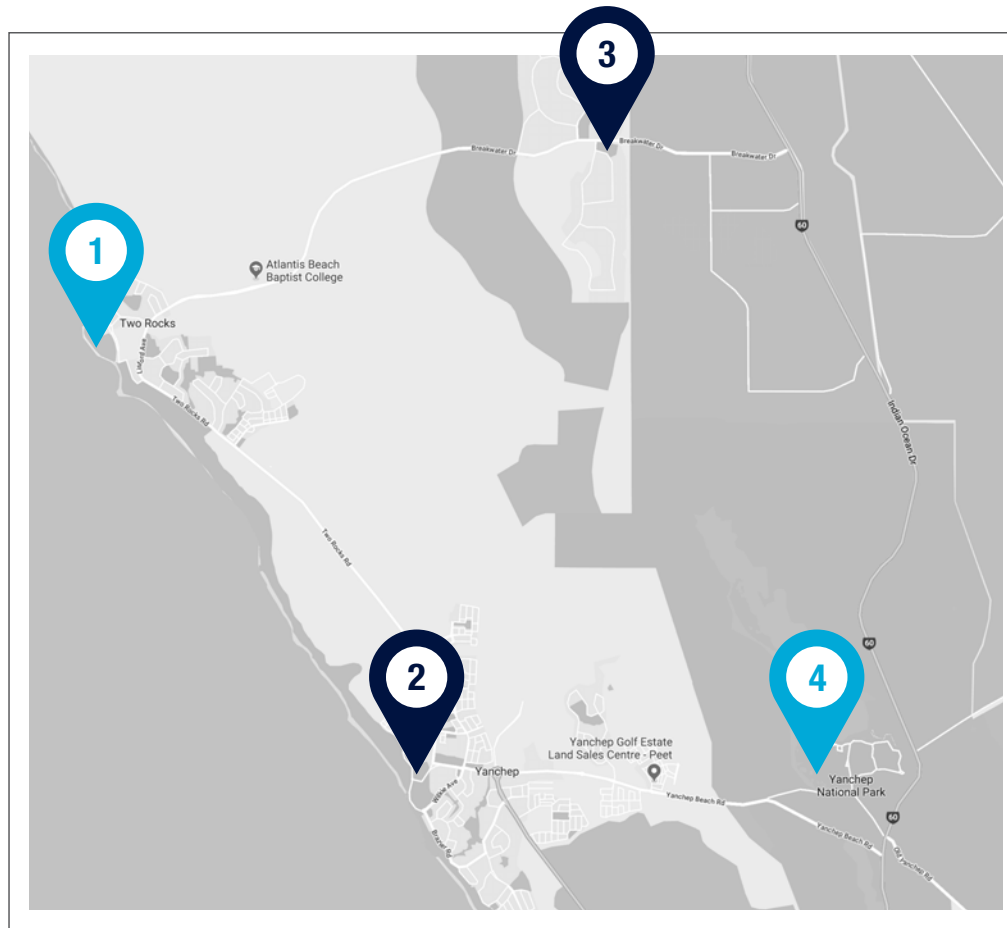 3
Breakwater Dr
Breakwater Dr
Breakwater Dr
60
1
Atlantis Beach
Baptist College
Two Rocks
Lisford Ave
Two Rocks Rd
Indian Ocean Dr
Two Rocks Rd
60
2
4
Yanchep Golf Estate
Land Sales Centre - Peet
Yanchep
Yanchep
National Park
Wilkie Ave
Yanchep Beach Rd
60
Yanchep Beach Rd
Brazier Rd
Old Yanchep Rd